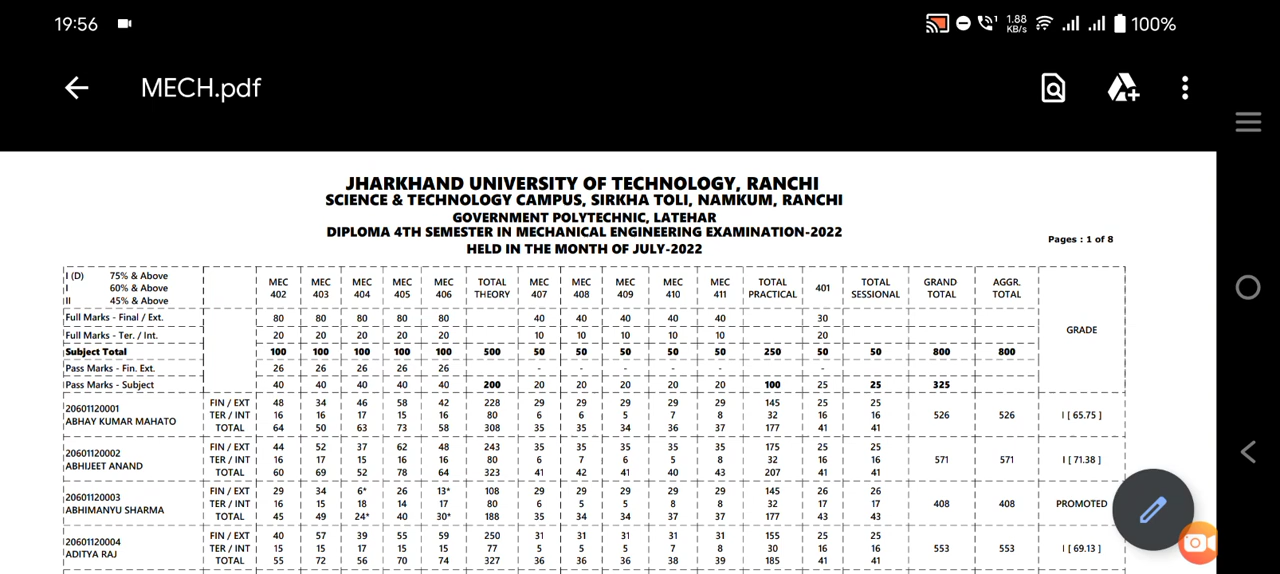 19:56 1.88 KB/s 100%
MECH.pdf
JHARKHAND UNIVERSITY OF TECHNOLOGY, RANCHI
SCIENCE & TECHNOLOGY CAMPUS, SIRKHA TOLI, NAMKUM, RANCHI
GOVERNMENT POLYTECHNIC, LATEHAR
DIPLOMA 4TH SEMESTER IN MECHANICAL ENGINEERING EXAMINATION-2022
HELD IN THE MONTH OF JULY-2022
Pages : 1 of 8
I (D) 75% & Above
I 60% & Above
II 45% & Above
MEC 402 MEC 403 MEC 404 MEC 405 MEC 406 TOTAL THEORY MEC 407 MEC 408 MEC 409 MEC 410 MEC 411 TOTAL PRACTICAL 401 TOTAL SESSIONAL GRAND TOTAL AGGR. TOTAL GRADE
Full Marks - Final / Ext. 80 80 80 80 80 40 40 40 40 40 30
Full Marks - Ter. / Int. 20 20 20 20 20 10 10 10 10 10 20
Subject Total 100 100 100 100 100 500 50 50 50 50 50 250 50 50 800 800
Pass Marks - Fin. Ext. 26 26 26 26 26 - - - - - -
Pass Marks - Subject 40 40 40 40 40 200 20 20 20 20 20 100 25 25 325
20601120001
ABHAY KUMAR MAHATO
FIN / EXT 48 34 46 58 42 228 29 29 29 29 29 145 25 25
TER / INT 16 16 17 15 16 80 6 6 5 7 8 32 16 16 526 526 I [ 65.75 ]
TOTAL 64 50 63 73 58 308 35 35 34 36 37 177 41 41
20601120002
ABHIJEET ANAND
FIN / EXT 44 52 37 62 48 243 35 35 35 35 35 175 25 25
TER / INT 16 17 15 16 16 80 6 7 6 5 8 32 16 16 571 571 I [ 71.38 ]
TOTAL 60 69 52 78 64 323 41 42 41 40 43 207 41 41
20601120003
ABHIMANYU SHARMA
FIN / EXT 29 34 6* 26 13* 108 29 29 29 29 29 145 26 26
TER / INT 16 15 18 14 17 80 6 5 5 8 8 32 17 17 408 408 PROMOTED
TOTAL 45 49 24* 40 30* 188 35 34 34 37 37 177 43 43
20601120004
ADITYA RAJ
FIN / EXT 40 57 39 55 59 250 31 31 31 31 31 155 25 25
TER / INT 15 15 17 15 15 77 5 5 5 7 8 30 16 16 553 553 I [ 69.13 ]
TOTAL 55 72 56 70 74 327 36 36 36 38 39 185 41 41